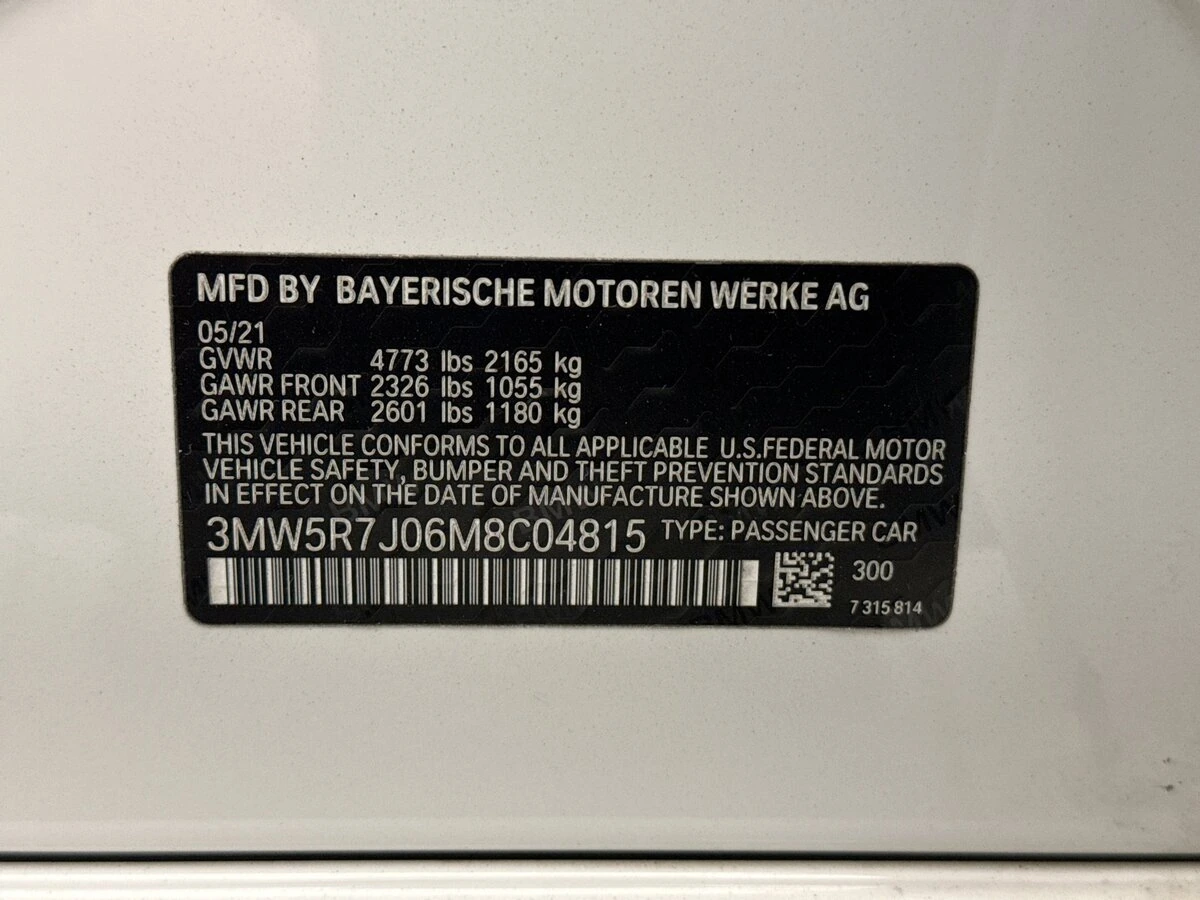 MFD BY BAYERISCHE MOTOREN WERKE AG
05/21
GVWR 4773 lbs 2165 kg
GAWR FRONT 2326 lbs 1055 kg
GAWR REAR 2601 lbs 1180 kg
THIS VEHICLE CONFORMS TO ALL APPLICABLE U.S.FEDERAL MOTOR
VEHICLE SAFETY, BUMPER AND THEFT PREVENTION STANDARDS
IN EFFECT ON THE DATE OF MANUFACTURE SHOWN ABOVE.
3MW5R7J06M8C04815 TYPE: PASSENGER CAR
300
7 315 814